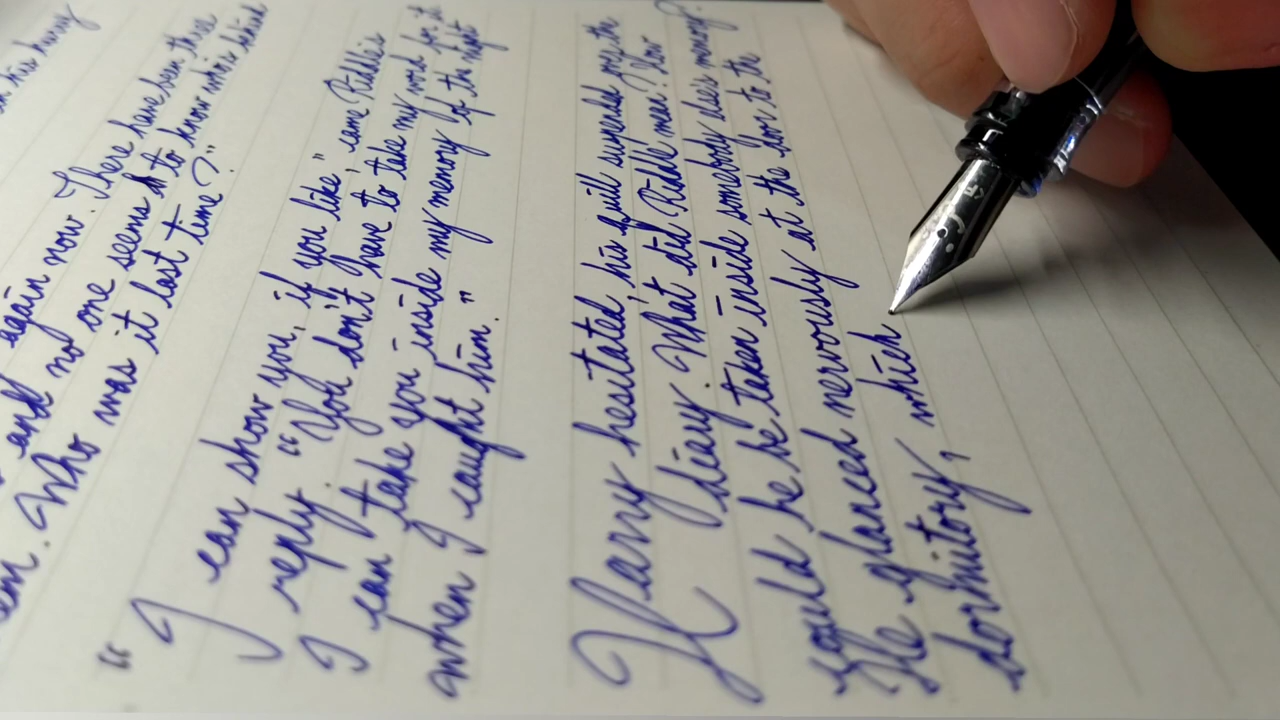 in his hurry
again now. There have been three
and no one seems to know who's behind
em. Who was it last time?"
"I can show you, if you like," came Riddle's
reply. "You don't have to take my word for it
I can take you inside my memory of the night
when I caught him."
Harry hesitated, his quill suspended over the
diary. What did Riddle mean? How
could he be taken inside somebody else's memory?
He glanced nervously at the door to the
dormitory, which